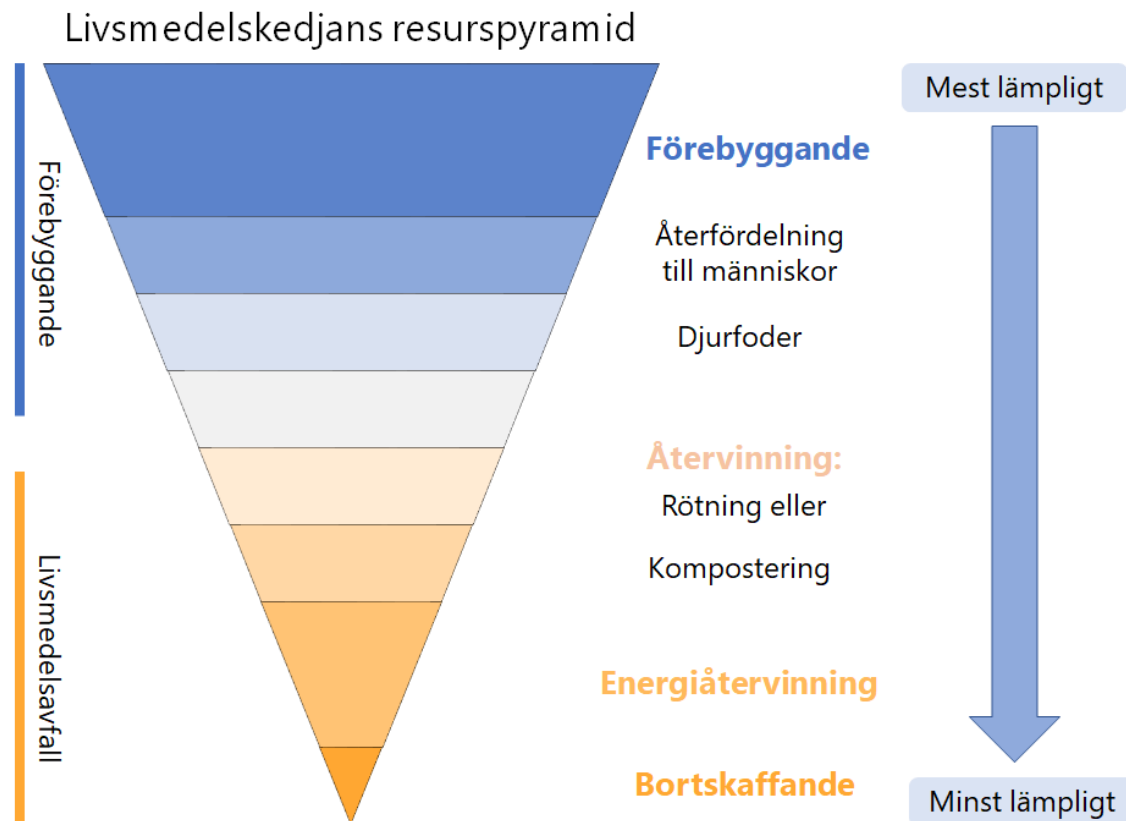 Livsmedelskedjans resurspyramid
Mest lämpligt
Förebyggande
Förebyggande
Återfördelning
till människor
Djurfoder
Återvinning:
Rötning eller
Kompostering
Livsmedelsavfall
Energiåtervinning
Bortskaffande
Minst lämpligt